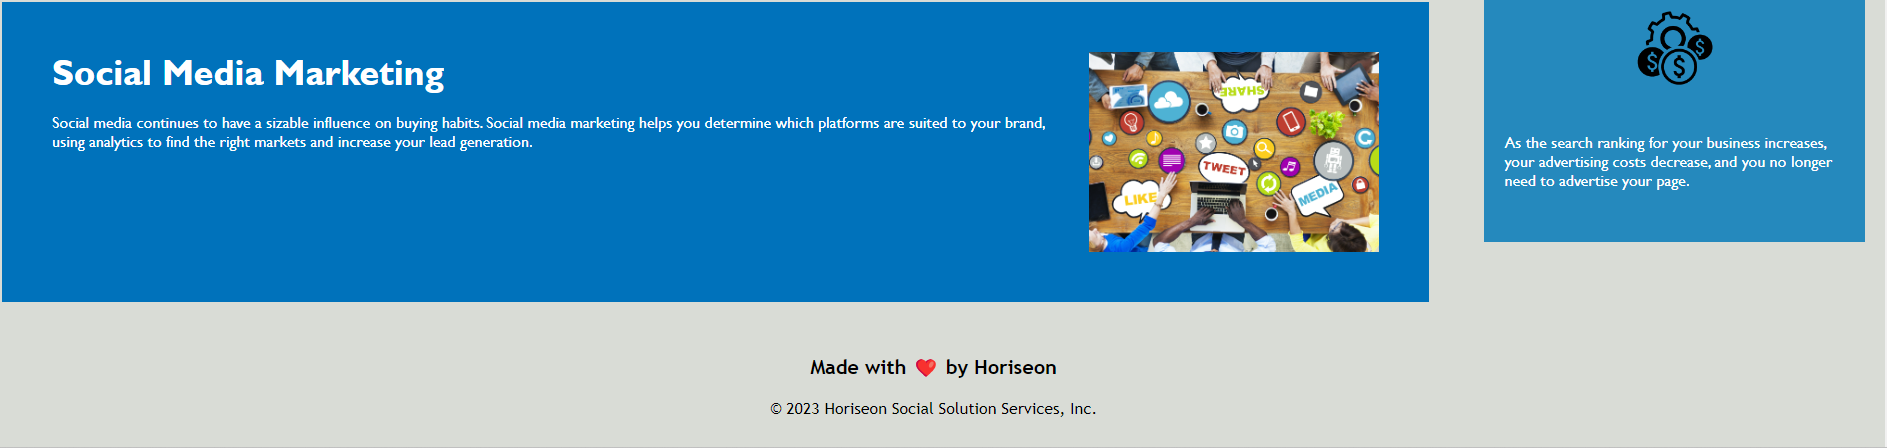 Social Media Marketing
Social media continues to have a sizable influence on buying habits. Social media marketing helps you determine which platforms are suited to your brand,
using analytics to find the right markets and increase your lead generation.
SHARE
TWEET
LIKE
MEDIA
As the search ranking for your business increases,
your advertising costs decrease, and you no longer
need to advertise your page.
Made with ❤️ by Horiseon
© 2023 Horiseon Social Solution Services, Inc.